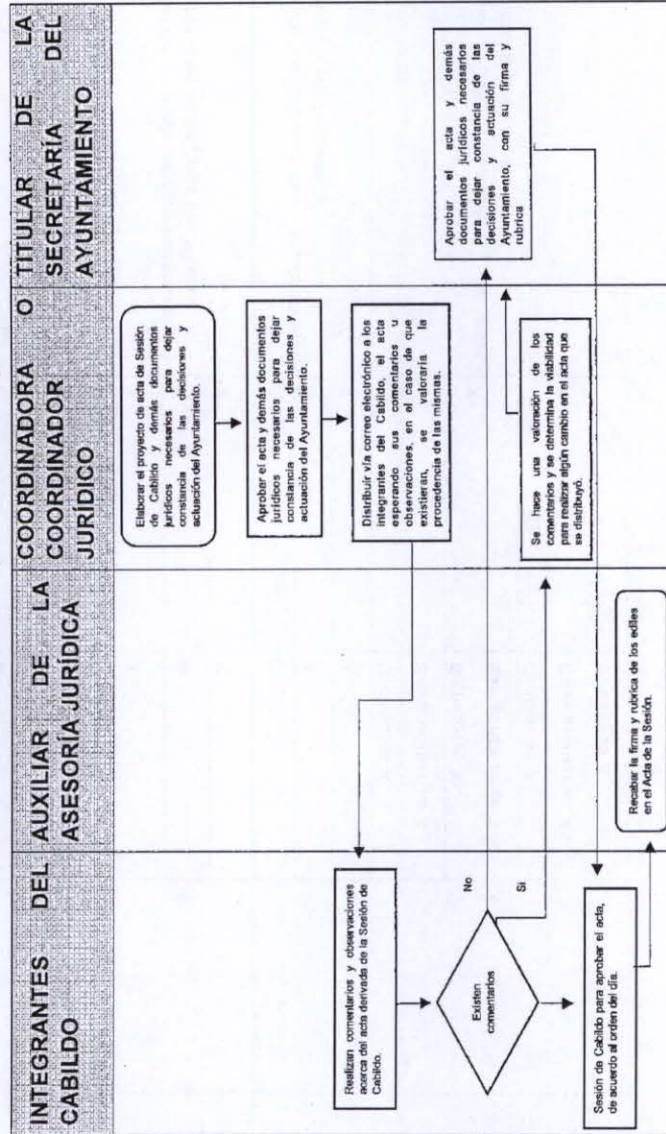 INTEGRANTES DEL
CABILDO
AUXILIAR DE LA
ASESORÍA JURÍDICA
COORDINADORA O
COORDINADOR
JURÍDICO
TITULAR DE LA
SECRETARÍA DEL
AYUNTAMIENTO
Elaborar el proyecto de acta de Sesión
de Cabildo y demás documentos
jurídicos necesarios para dejar
constancia de las decisiones y
actuación del Ayuntamiento.
Aprobar el acta y demás documentos
jurídicos necesarios para dejar
constancia de las decisiones y
actuación del Ayuntamiento.
Distribuir vía correo electrónico a los
integrantes del Cabildo, el acta
esperando sus comentarios u
observaciones, en el caso de que
existieran, se valoraría la
procedencia de las mismas.
Realizan comentarios y observaciones
acerca del acta derivada de la Sesión de
Cabildo.
Existen
comentarios
No
Si
Se hace una valoración de los
comentarios y se determina la viabilidad
para realizar algún cambio en el acta que
se distribuyó.
Aprobar el acta y demás
documentos jurídicos necesarios
para dejar constancia de las
decisiones y actuación del
Ayuntamiento, con su firma y
rubrica
Sesión de Cabildo para aprobar el acta,
de acuerdo al orden del día.
Recabar la firma y rubrica de los ediles
en el Acta de la Sesión.